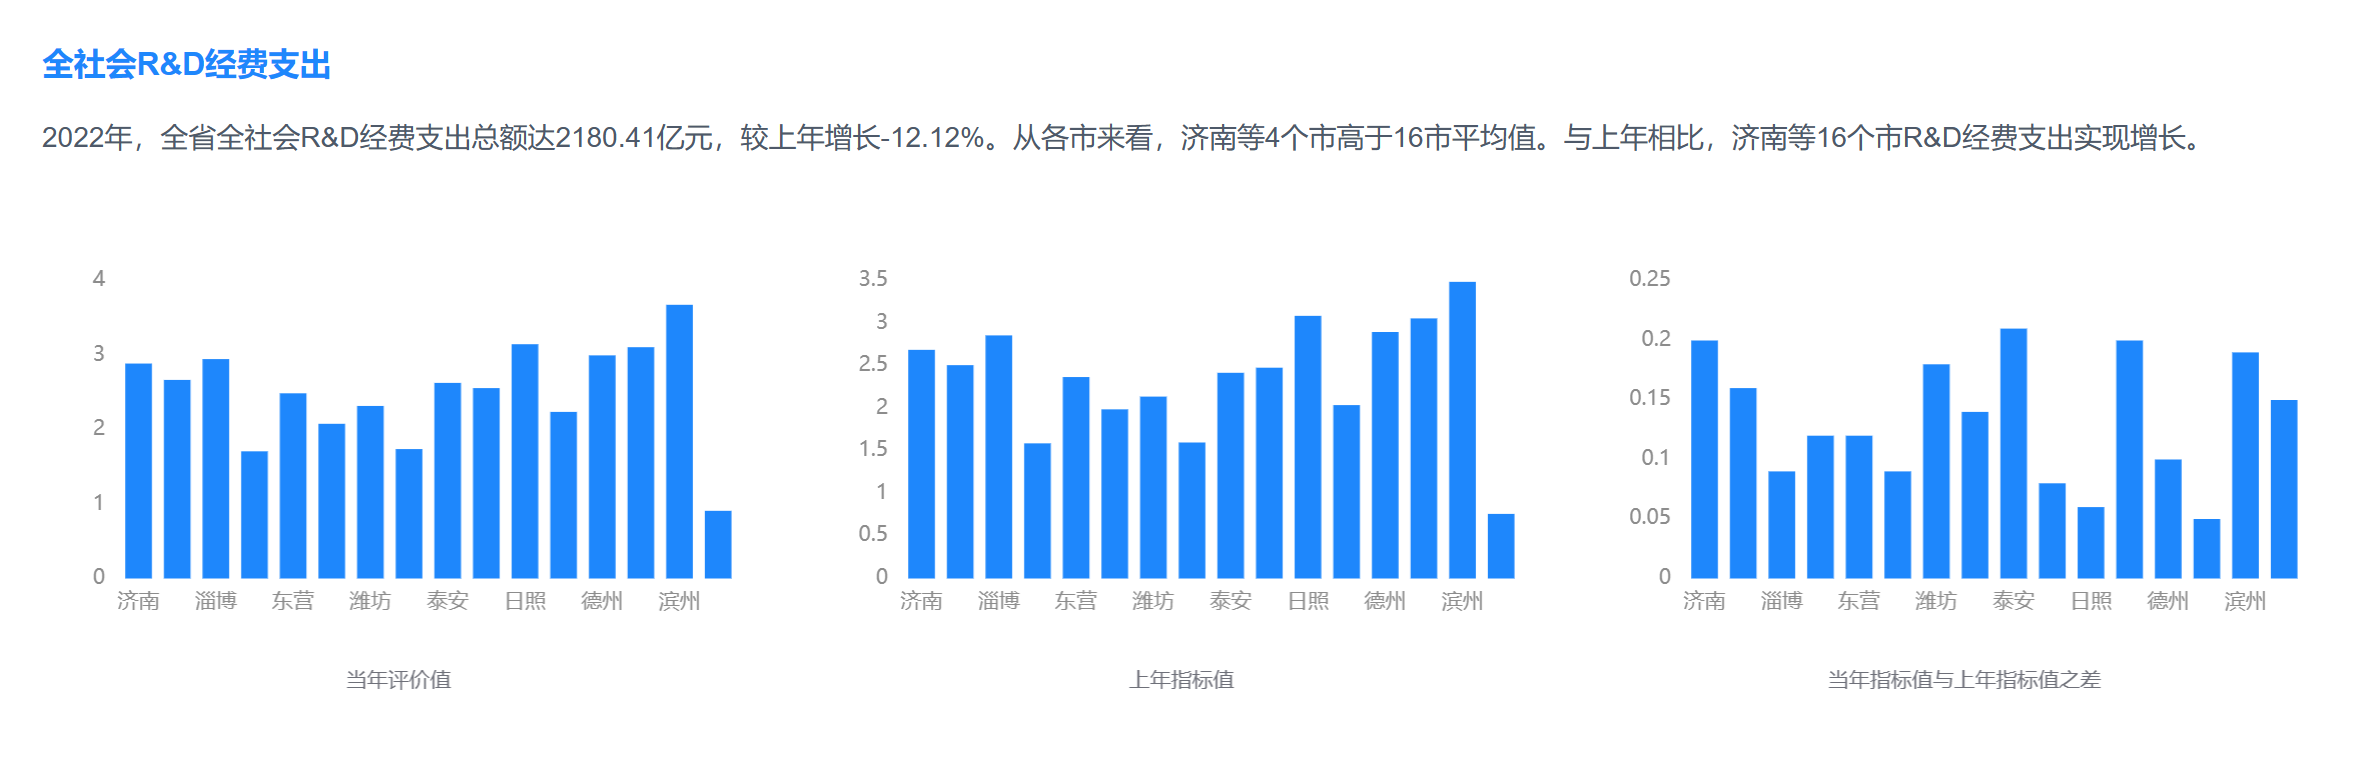 全社会R&D经费支出
2022年，全省全社会R&D经费支出总额达2180.41亿元，较上年增长-12.12%。从各市来看，济南等4个市高于16市平均值。与上年相比，济南等16个市R&D经费支出实现增长。
4
3
2
1
0
济南 淄博 东营 潍坊 泰安 日照 德州 滨州
当年评价值
3.5
3
2.5
2
1.5
1
0.5
0
济南 淄博 东营 潍坊 泰安 日照 德州 滨州
上年指标值
0.25
0.2
0.15
0.1
0.05
0
济南 淄博 东营 潍坊 泰安 日照 德州 滨州
当年指标值与上年指标值之差